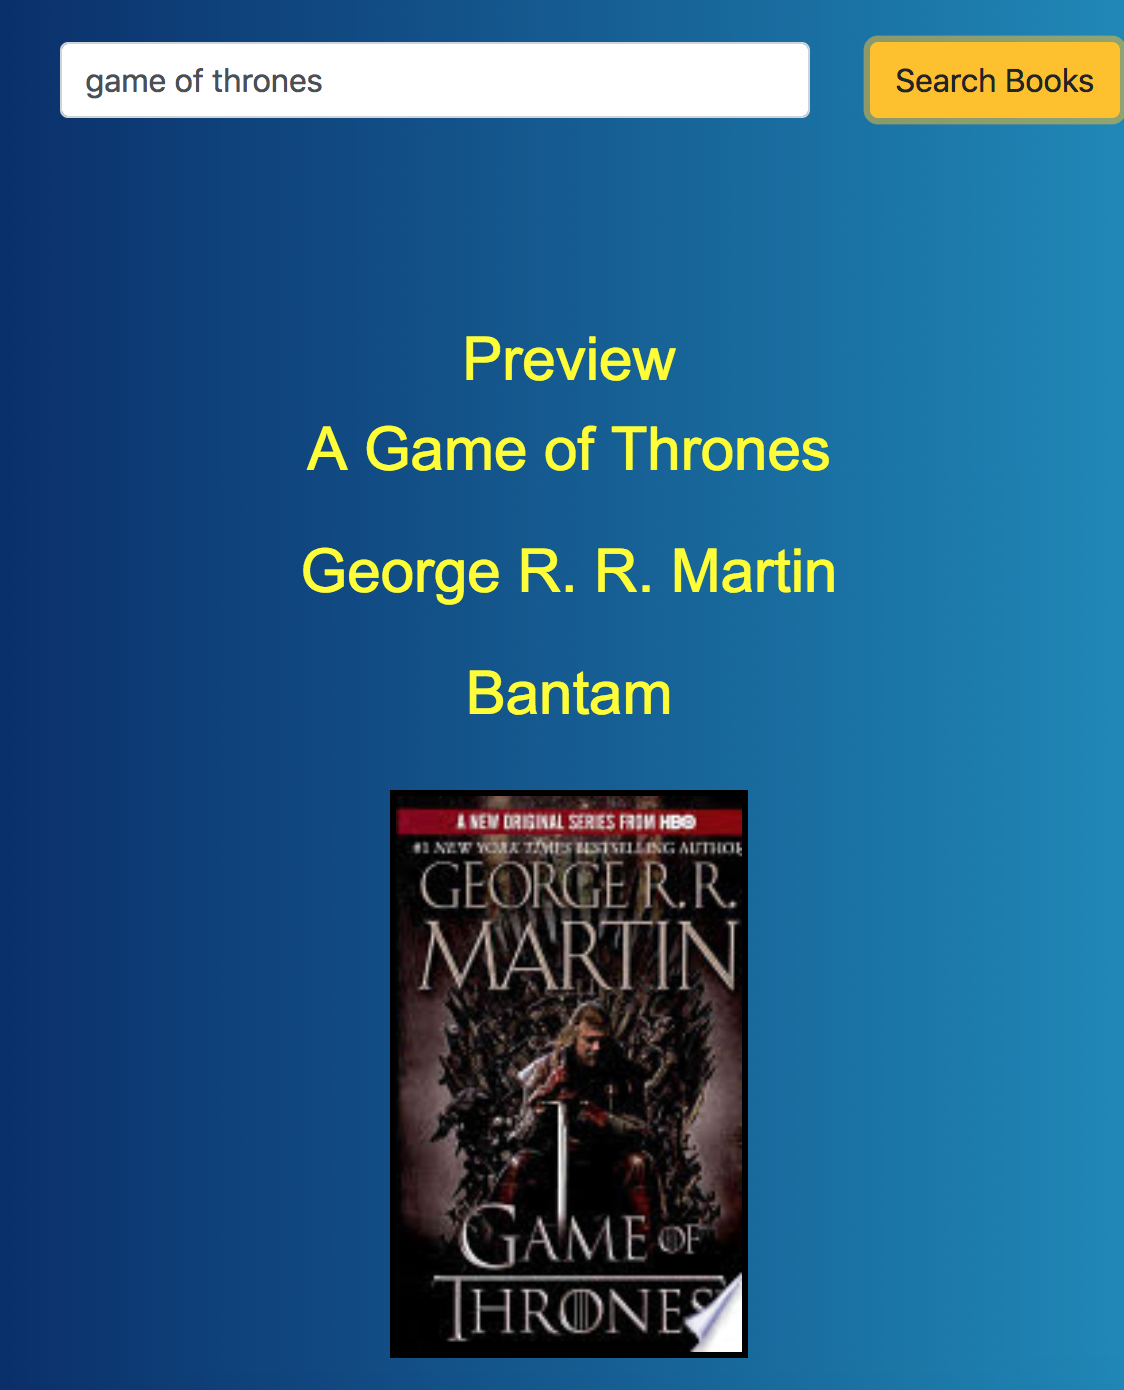 game of thrones
Search Books
Preview
A Game of Thrones
George R. R. Martin
Bantam
A NEW ORIGINAL SERIES FROM HBO
#1 NEW YORK TIMES BESTSELLING AUTHOR
GEORGE R. R.
MARTIN
GAME OF
THRONES